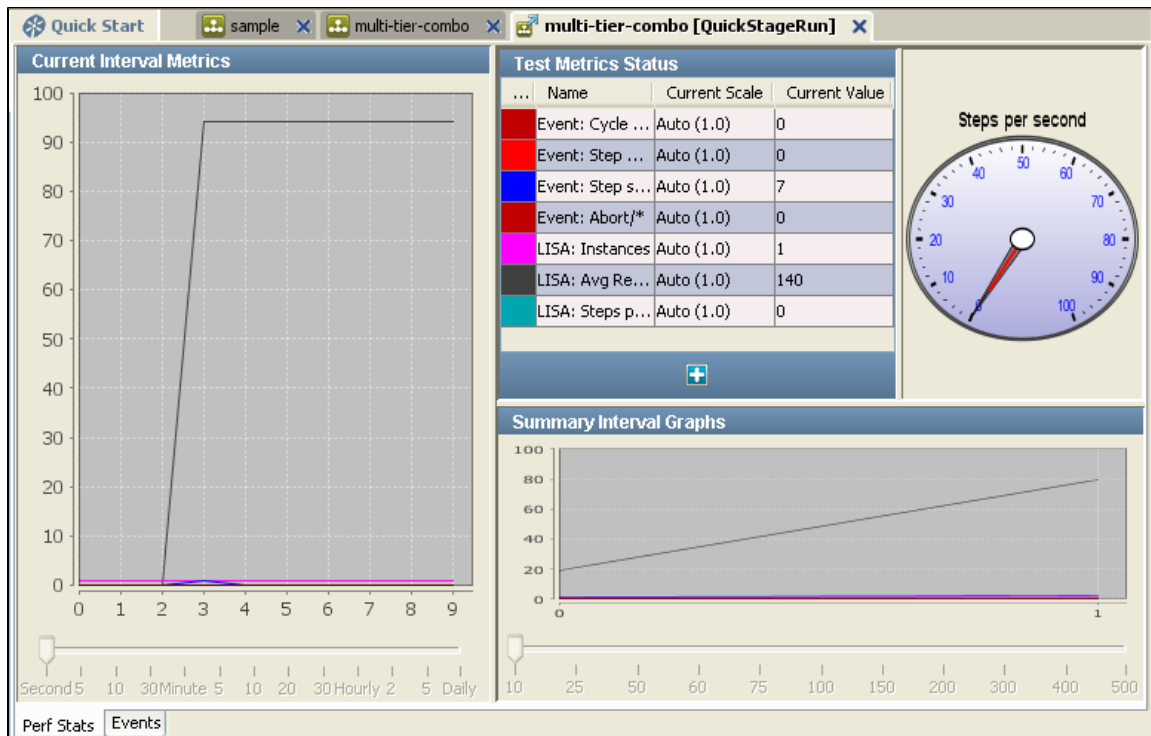 Quick Start sample multi-tier-combo multi-tier-combo [QuickStageRun]
Current Interval Metrics
100
90
80
70
60
50
40
30
20
10
0
0 1 2 3 4 5 6 7 8 9
Second 5 10 30 Minute 5 10 20 30 Hourly 2 5 Daily
Test Metrics Status
... Name Current Scale Current Value
Event: Cycle ... Auto (1.0) 0
Event: Step ... Auto (1.0) 0
Event: Step s... Auto (1.0) 7
Event: Abort/* Auto (1.0) 0
LISA: Instances Auto (1.0) 1
LISA: Avg Re... Auto (1.0) 140
LISA: Steps p... Auto (1.0) 0
Steps per second
0 10 20 30 40 50 60 70 80 90 100
Summary Interval Graphs
100
80
60
40
20
0
0 1
10 25 50 60 75 100 150 200 300 400 500
Perf Stats Events